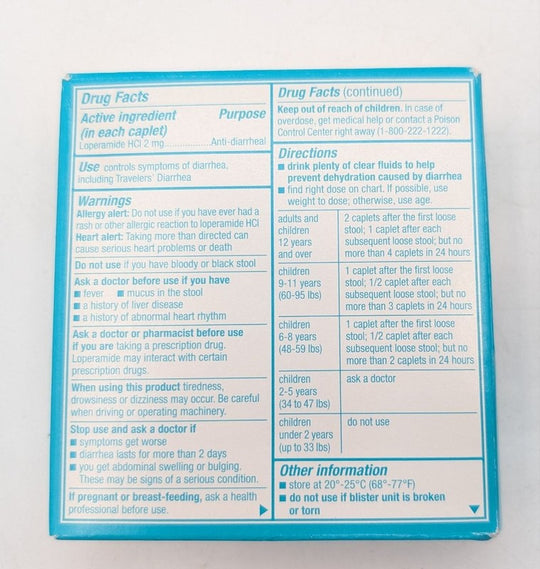 Drug Facts
Active ingredient Purpose
(in each caplet)
Loperamide HCl 2 mg....................Anti-diarrheal
Use controls symptoms of diarrhea,
including Travelers' Diarrhea
Warnings
Allergy alert: Do not use if you have ever had a
rash or other allergic reaction to loperamide HCl
Heart alert: Taking more than directed can
cause serious heart problems or death
Do not use if you have bloody or black stool
Ask a doctor before use if you have
■ fever ■ mucus in the stool
■ a history of liver disease
■ a history of abnormal heart rhythm
Ask a doctor or pharmacist before use
if you are taking a prescription drug.
Loperamide may interact with certain
prescription drugs.
When using this product tiredness,
drowsiness or dizziness may occur. Be careful
when driving or operating machinery.
Stop use and ask a doctor if
■ symptoms get worse
■ diarrhea lasts for more than 2 days
■ you get abdominal swelling or bulging.
These may be signs of a serious condition.
If pregnant or breast-feeding, ask a health
professional before use.
Drug Facts (continued)
Keep out of reach of children. In case of
overdose, get medical help or contact a Poison
Control Center right away (1-800-222-1222).
Directions
■ drink plenty of clear fluids to help
prevent dehydration caused by diarrhea
■ find right dose on chart. If possible, use
weight to dose; otherwise, use age.
adults and
children
12 years
and over
2 caplets after the first loose
stool; 1 caplet after each
subsequent loose stool; but no
more than 4 caplets in 24 hours
children
9-11 years
(60-95 lbs)
1 caplet after the first loose
stool; 1/2 caplet after each
subsequent loose stool; but no
more than 3 caplets in 24 hours
children
6-8 years
(48-59 lbs)
1 caplet after the first loose
stool; 1/2 caplet after each
subsequent loose stool; but no
more than 2 caplets in 24 hours
children
2-5 years
(34 to 47 lbs)
ask a doctor
children
under 2 years
(up to 33 lbs)
do not use
Other information
■ store at 20°-25°C (68°-77°F)
■ do not use if blister unit is broken
or torn